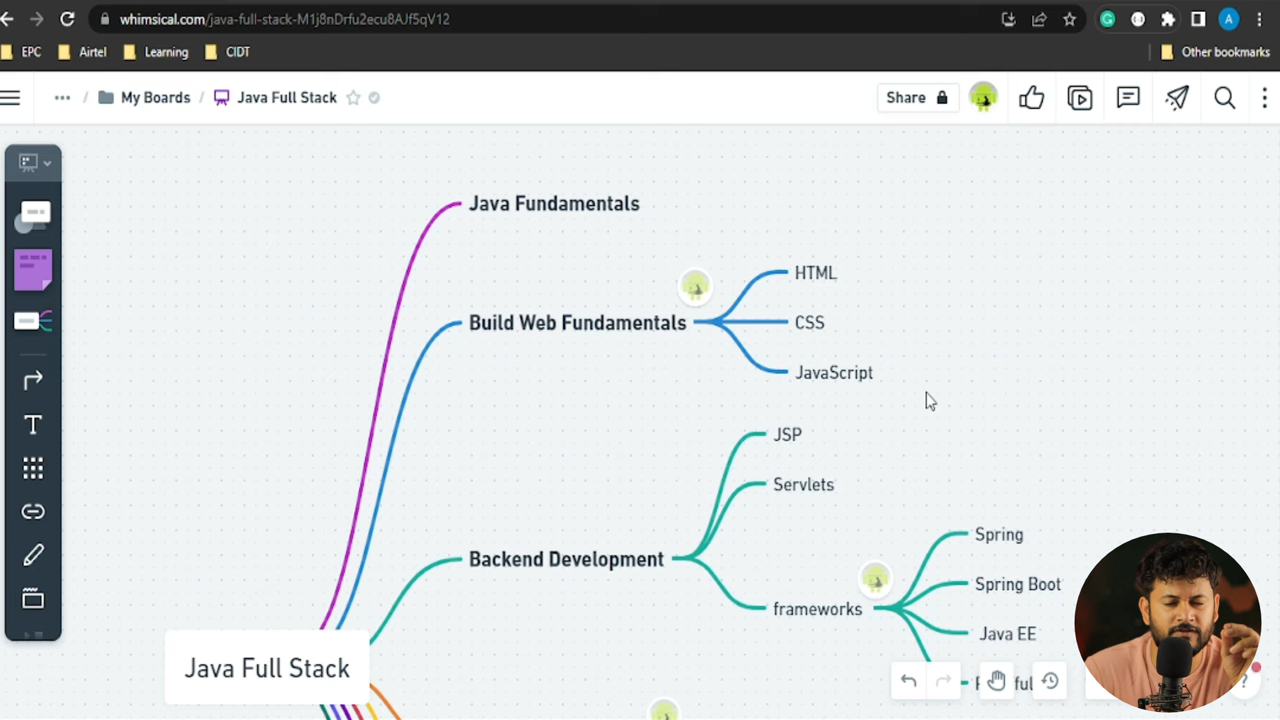 whimsical.com/java-full-stack-M1j8nDrfu2ecu8AJf5qV12
A
EPC Airtel Learning CIDT Other bookmarks
... / My Boards / Java Full Stack Share
Java Fundamentals
HTML
Build Web Fundamentals
CSS
JavaScript
JSP
Servlets
Backend Development
frameworks
Spring
Spring Boot
Java EE
ful
Java Full Stack
T
?